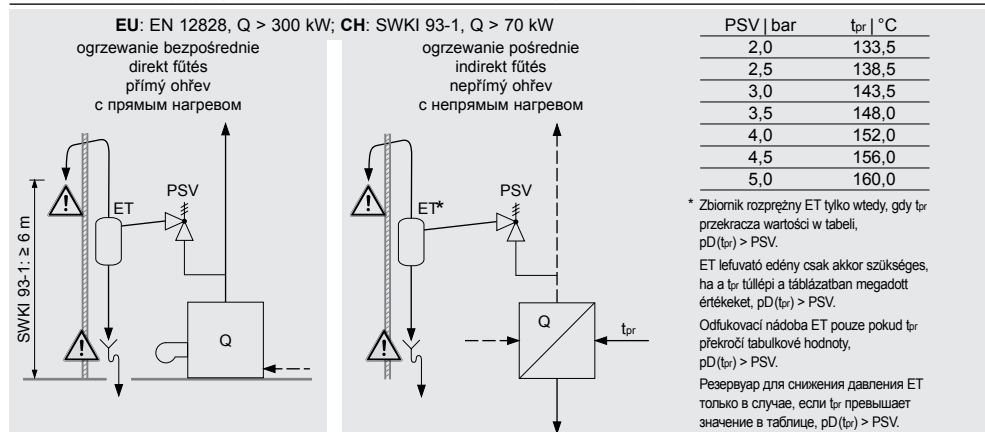 EU: EN 12828, Q > 300 kW; CH: SWKI 93-1, Q > 70 kW
ogrzewanie bezpośrednie
direkt fűtés
přímý ohřev
с прямым нагревом
SWKI 93-1: ≥ 6 m
ET
PSV
Q
ogrzewanie pośrednie
indirekt fűtés
nepřímý ohřev
с непрямым нагревом
ET*
PSV
Q
tpr
PSV | bar tpr | °C
2,0 133,5
2,5 138,5
3,0 143,5
3,5 148,0
4,0 152,0
4,5 156,0
5,0 160,0
* Zbiornik rozprężny ET tylko wtedy, gdy tpr
przekracza wartości w tabeli,
pD(tpr) > PSV.
ET lefuvató edény csak akkor szükséges,
ha a tpr túllépi a táblázatban megadott
értékeket, pD(tpr) > PSV.
Odfukovací nádoba ET pouze pokud tpr
překročí tabulkové hodnoty,
pD(tpr) > PSV.
Резервуар для снижения давления ET
только в случае, если tpr превышает
значение в таблице, pD(tpr) > PSV.